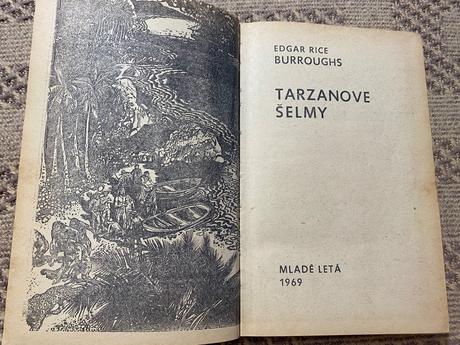 EDGAR RICE
BURROUGHS
TARZANOVE
ŠELMY
MLADÉ LETÁ
1969